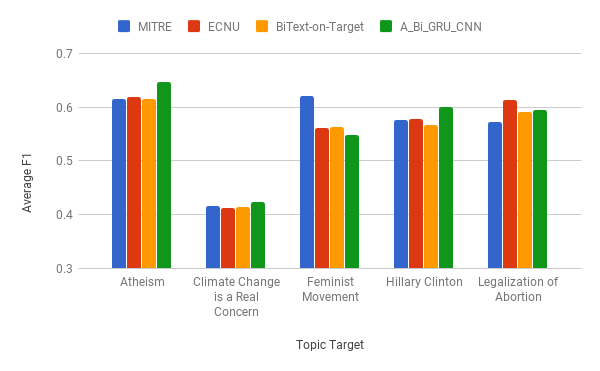 MITRE ECNU BiText-on-Target A_Bi_GRU_CNN
0.7
0.6
0.5
0.4
0.3
Average F1
Atheism
Climate Change
is a Real
Concern
Feminist
Movement
Hillary Clinton
Legalization of
Abortion
Topic Target